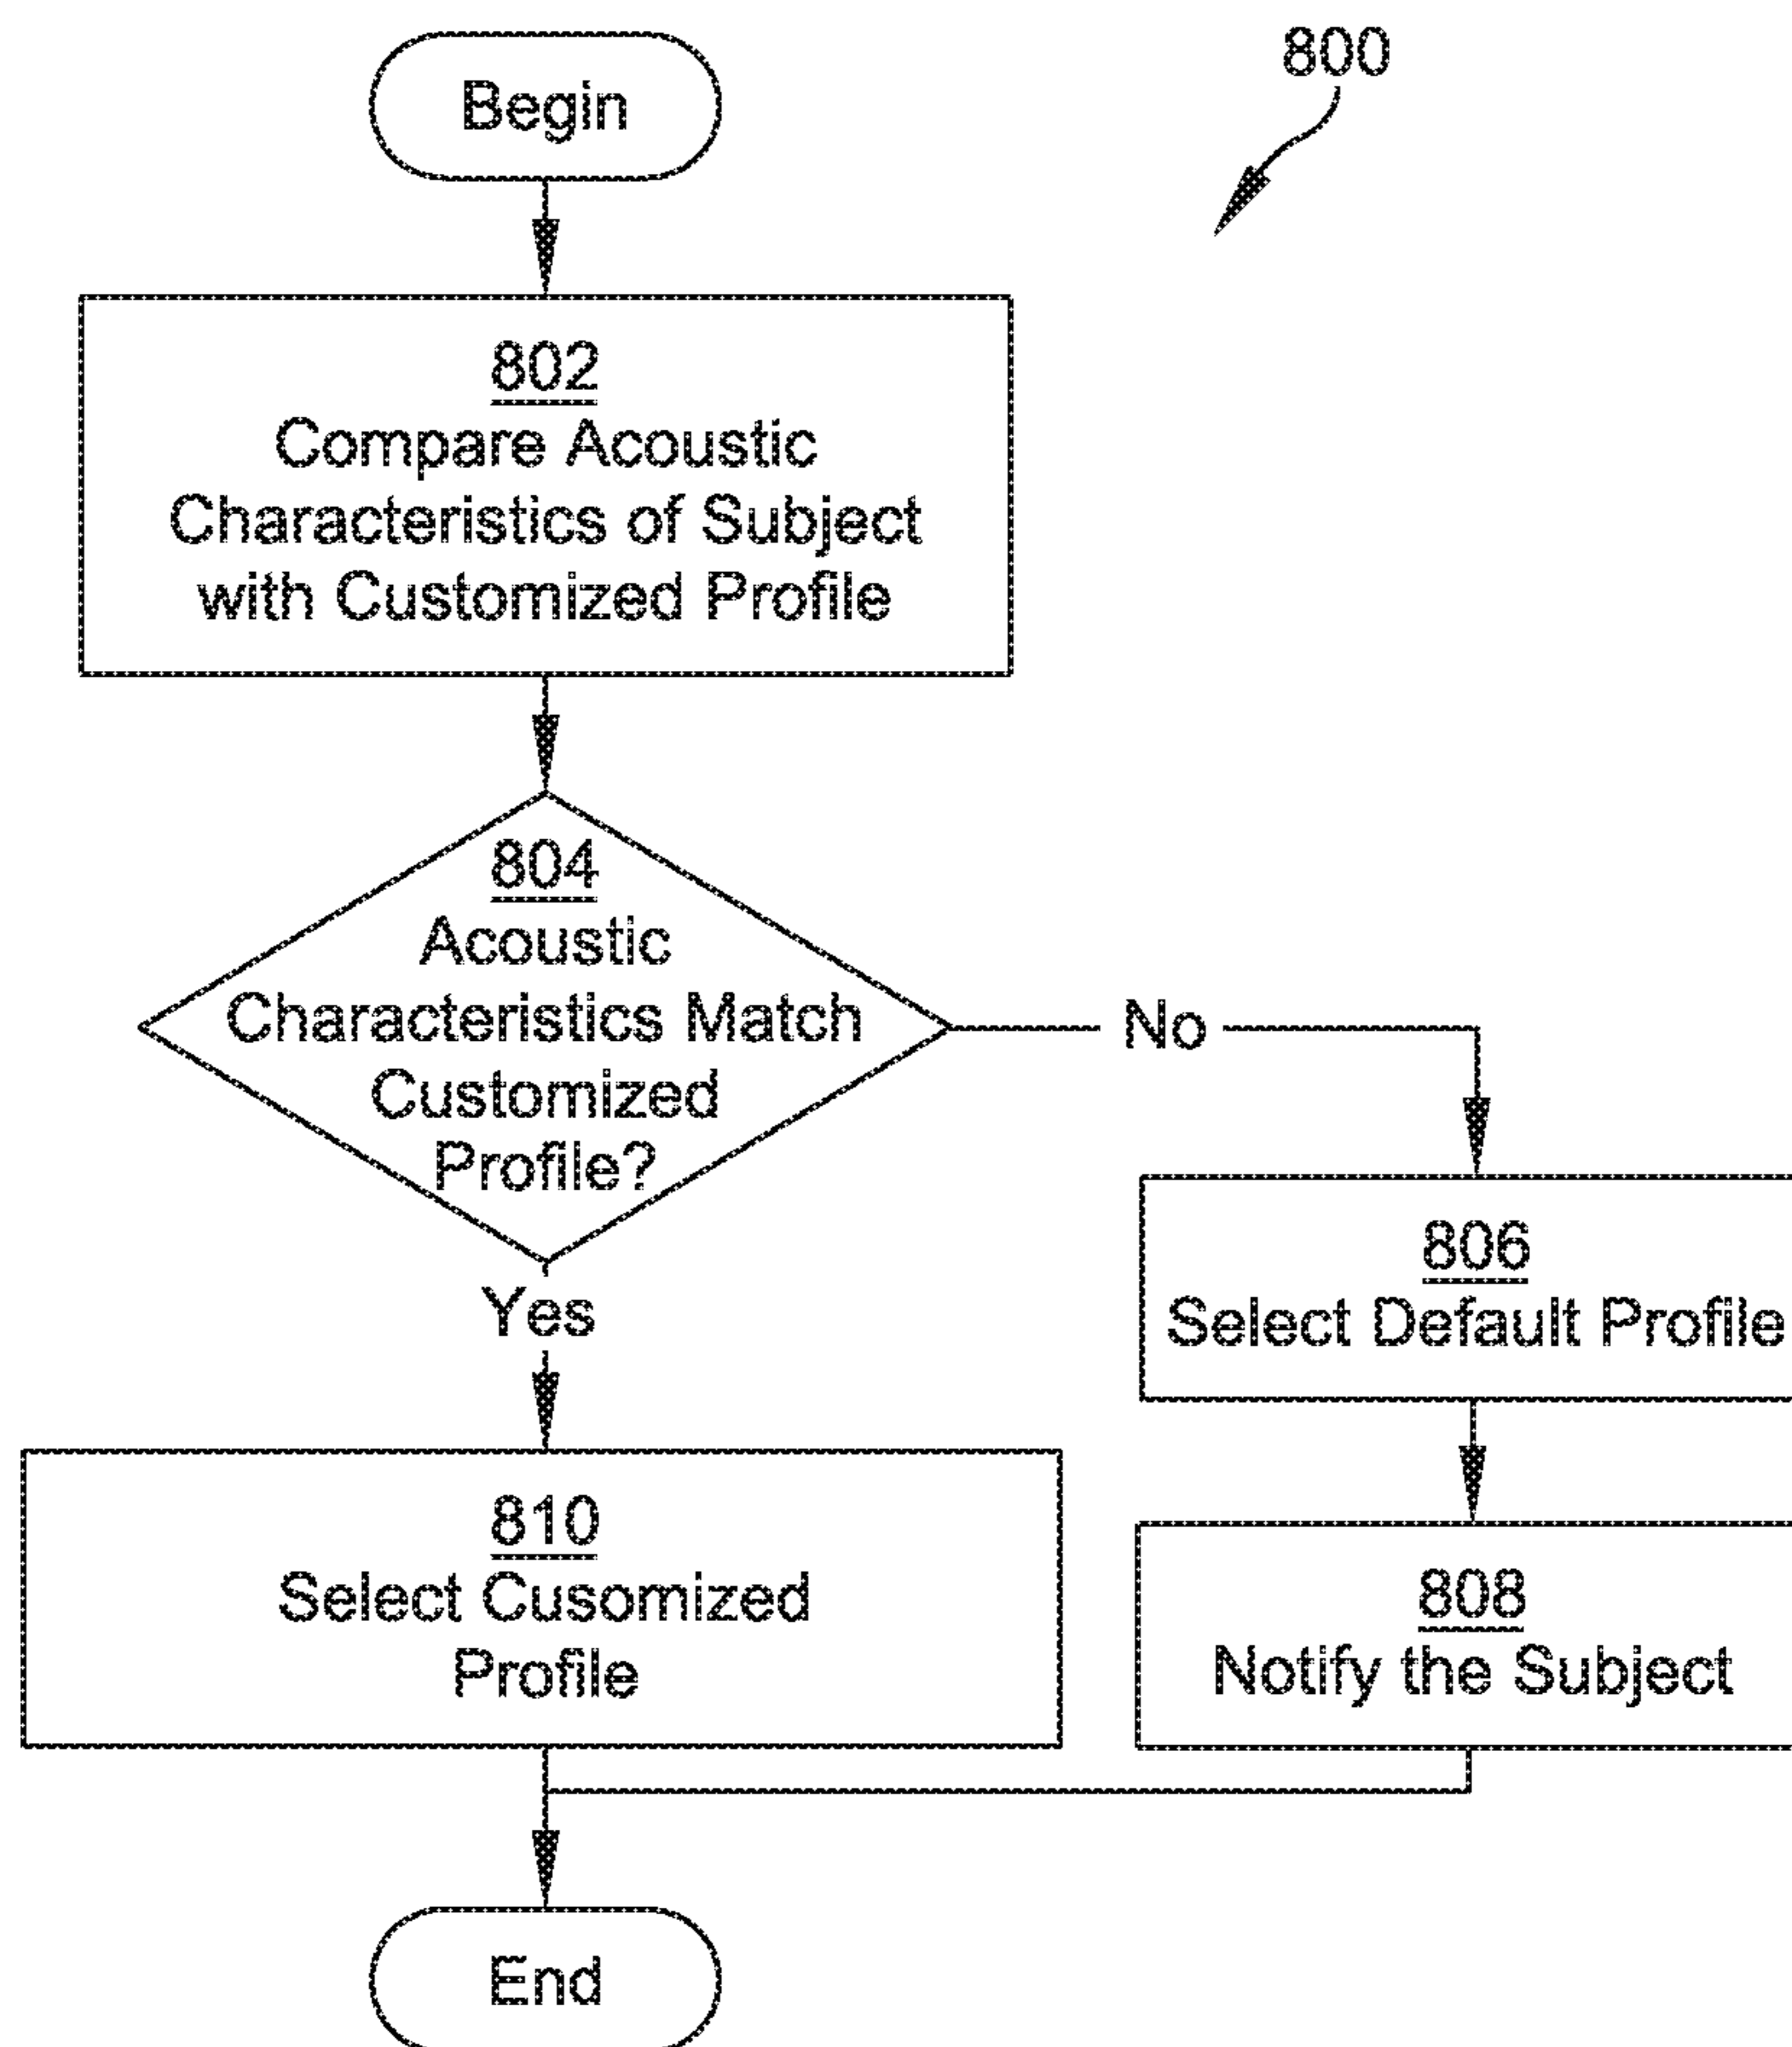 Begin
800
802
Compare Acoustic
Characteristics of Subject
with Customized Profile
804
Acoustic
Characteristics Match
Customized
Profile?
No
Yes
806
Select Default Profile
810
Select Cusomized
Profile
808
Notify the Subject
End